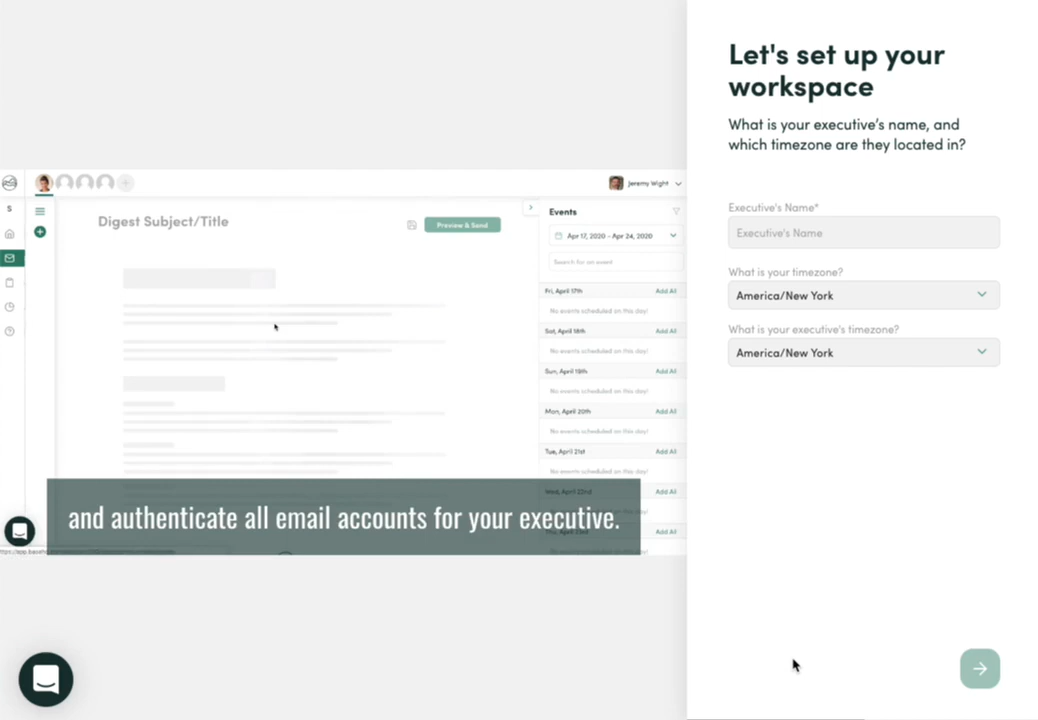 Let's set up your
workspace
What is your executive's name, and
which timezone are they located in?
Executive's Name*
Executive's Name
What is your timezone?
America/New York
What is your executive's timezone?
America/New York
Jeremy Wight
S
Digest Subject/Title
Preview & Send
Events
Apr 17, 2020 - Apr 24, 2020
Search for an event
Fri, April 17th Add All
No events scheduled on this day!
Sat, April 18th Add All
No events scheduled on this day!
Sun, April 19th Add All
No events scheduled on this day!
Mon, April 20th Add All
No events scheduled on this day!
Tue, April 21st Add All
No events scheduled on this day!
Wed, April 22nd Add All
and authenticate all email accounts for your executive.
Add All